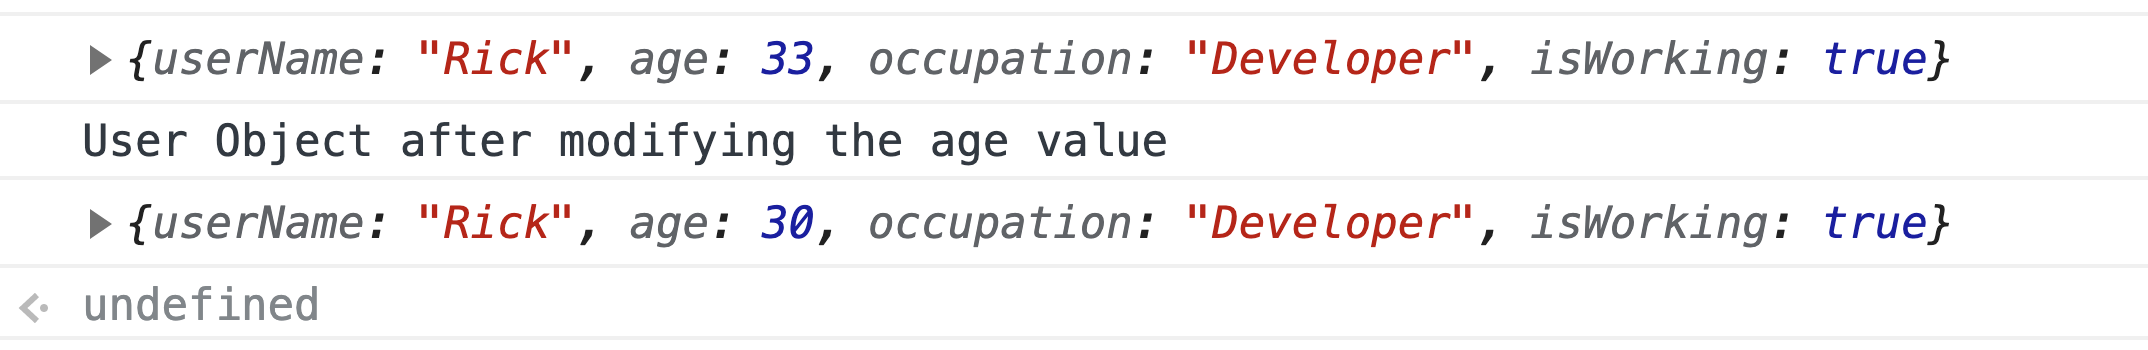 {userName: "Rick", age: 33, occupation: "Developer", isWorking: true}
User Object after modifying the age value
{userName: "Rick", age: 30, occupation: "Developer", isWorking: true}
undefined